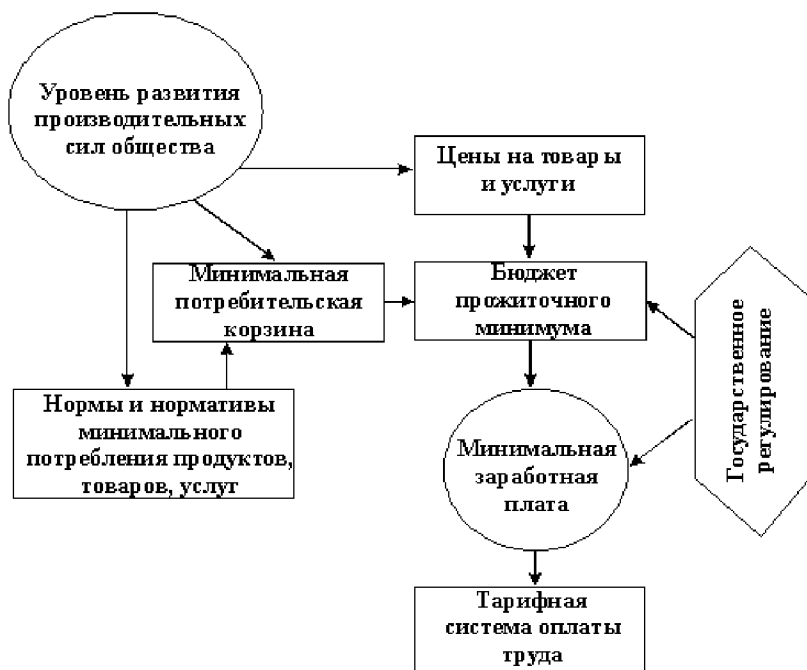 Уровень развития
производительных
сил общества
Цены на товары
и услуги
Минимальная
потребительская
корзина
Бюджет
прожиточного
минимума
Государственное
регулирование
Нормы и нормативы
минимального
потребления продуктов,
товаров, услуг
Минимальная
заработная
плата
Тарифная
система оплаты
труда